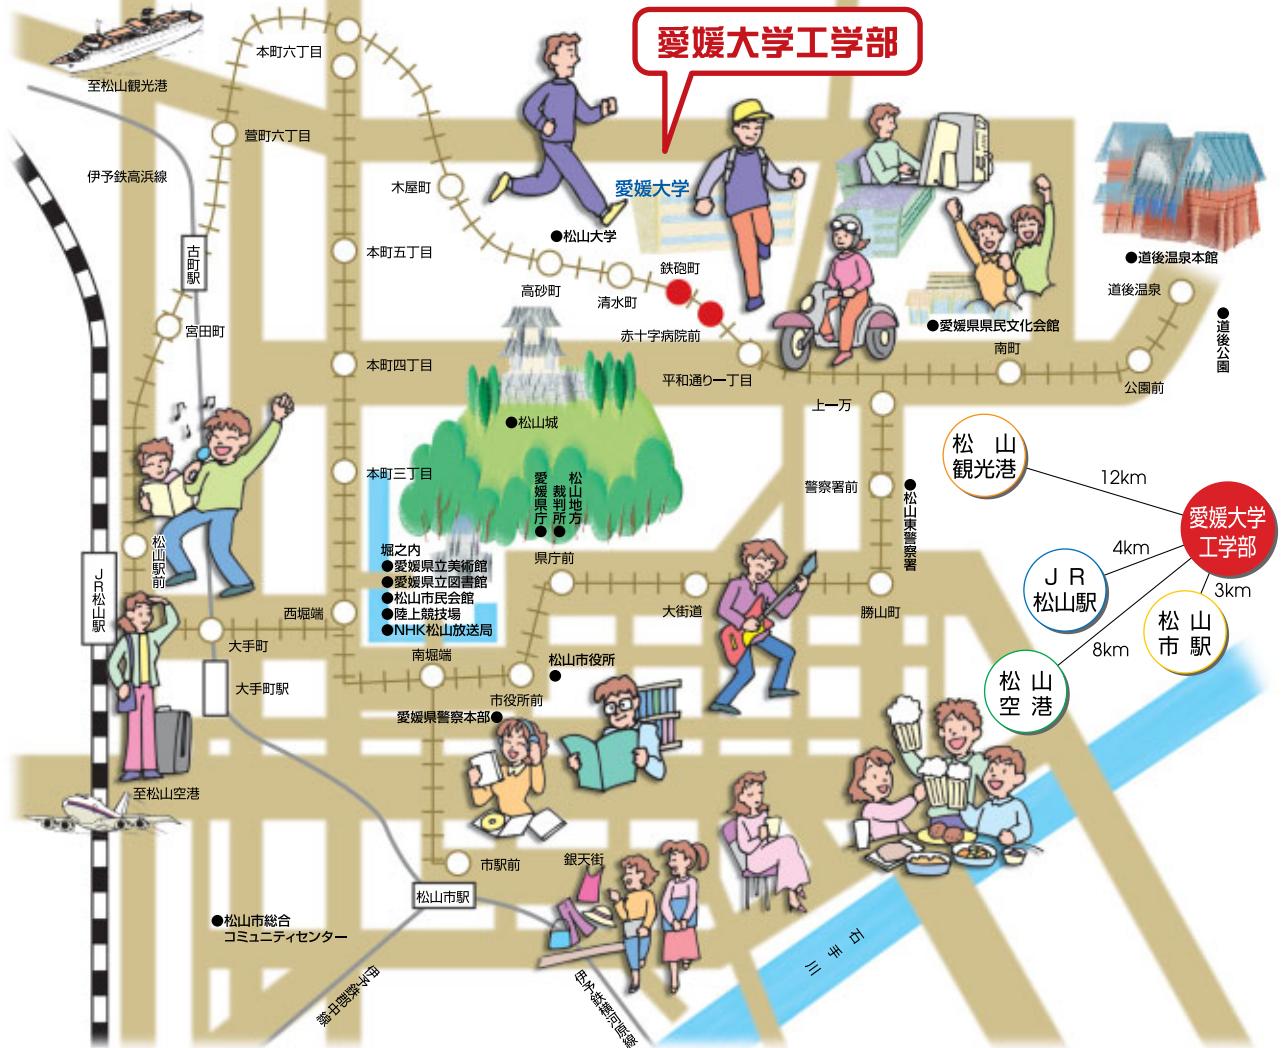 愛媛大学工学部
本町六丁目
至松山観光港
萱町六丁目
伊予鉄高浜線
木屋町
愛媛大学
●松山大学
古町駅
本町五丁目
鉄砲町
高砂町
清水町
●道後温泉本館
道後温泉
●道後公園
宮田町
赤十字病院前
●愛媛県県民文化会館
南町
本町四丁目
平和通り一丁目
公園前
上一万
●松山城
松山
観光港
12km
本町三丁目
愛媛県庁●
裁判所●
松山地方
警察署前
●松山東警察署
愛媛大学
工学部
4km
3km
8km
JR
松山駅
松山
市駅
松山
空港
松山駅前
JR松山駅
堀之内
●愛媛県立美術館
●愛媛県立図書館
●松山市民会館
●陸上競技場
●NHK松山放送局
県庁前
大街道
勝山町
西堀端
大手町
南堀端
松山市役所
●
大手町駅
市役所前
愛媛県警察本部●
至松山空港
市駅前
銀天街
松山市駅
●松山市総合
コミュニティセンター
石手川
伊予鉄郡中線
伊予鉄横河原線